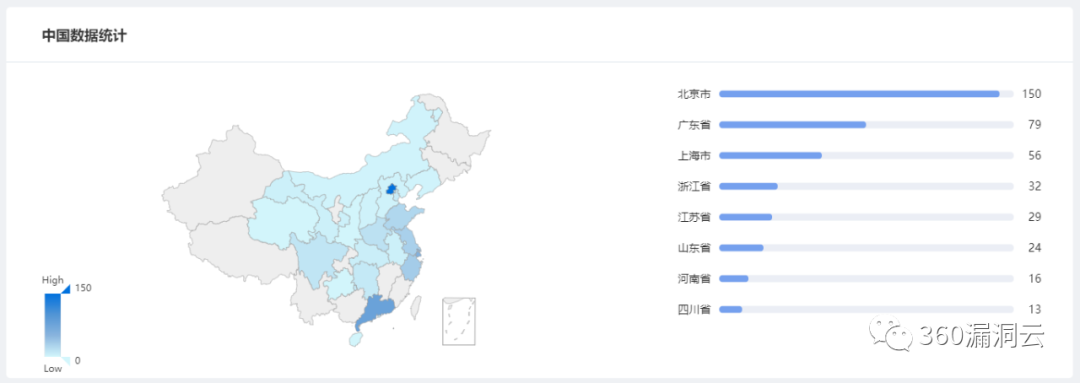 中国数据统计
High
150
0
Low
北京市 150
广东省 79
上海市 56
浙江省 32
江苏省 29
山东省 24
河南省 16
四川省 13
360漏洞云